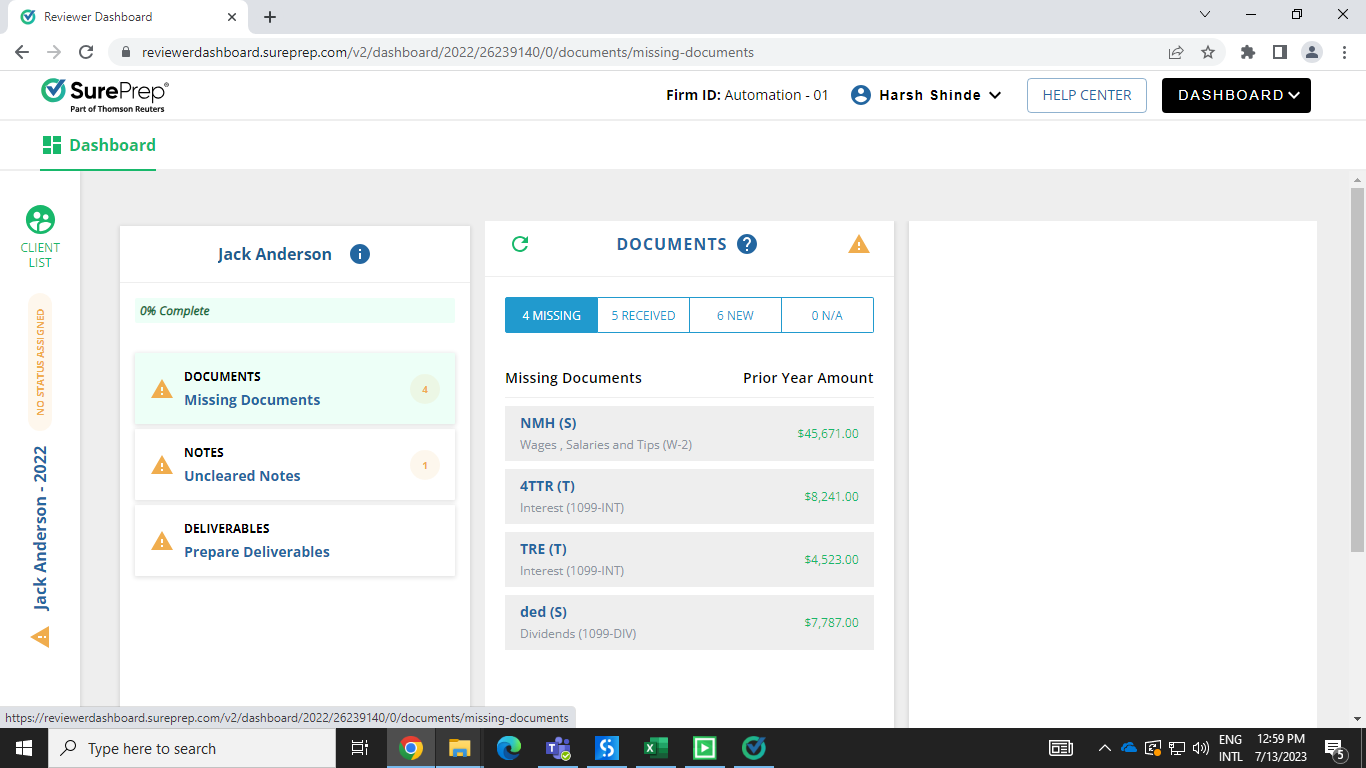 Reviewer Dashboard
reviewerdashboard.sureprep.com/v2/dashboard/2022/26239140/0/documents/missing-documents
SurePrep®
Part of Thomson Reuters
Firm ID: Automation - 01
Harsh Shinde
HELP CENTER
DASHBOARD
Dashboard
CLIENT
LIST
NO STATUS ASSIGNED
Jack Anderson - 2022
Jack Anderson
0% Complete
DOCUMENTS
Missing Documents
4
NOTES
Uncleared Notes
1
DELIVERABLES
Prepare Deliverables
DOCUMENTS
4 MISSING
5 RECEIVED
6 NEW
0 N/A
Missing Documents
Prior Year Amount
NMH (S)
Wages , Salaries and Tips (W-2)
$45,671.00
4TTR (T)
Interest (1099-INT)
$8,241.00
TRE (T)
Interest (1099-INT)
$4,523.00
ded (S)
Dividends (1099-DIV)
$7,787.00
https://reviewerdashboard.sureprep.com/v2/dashboard/2022/26239140/0/documents/missing-documents
Type here to search
ENG
INTL
12:59 PM
7/13/2023
5